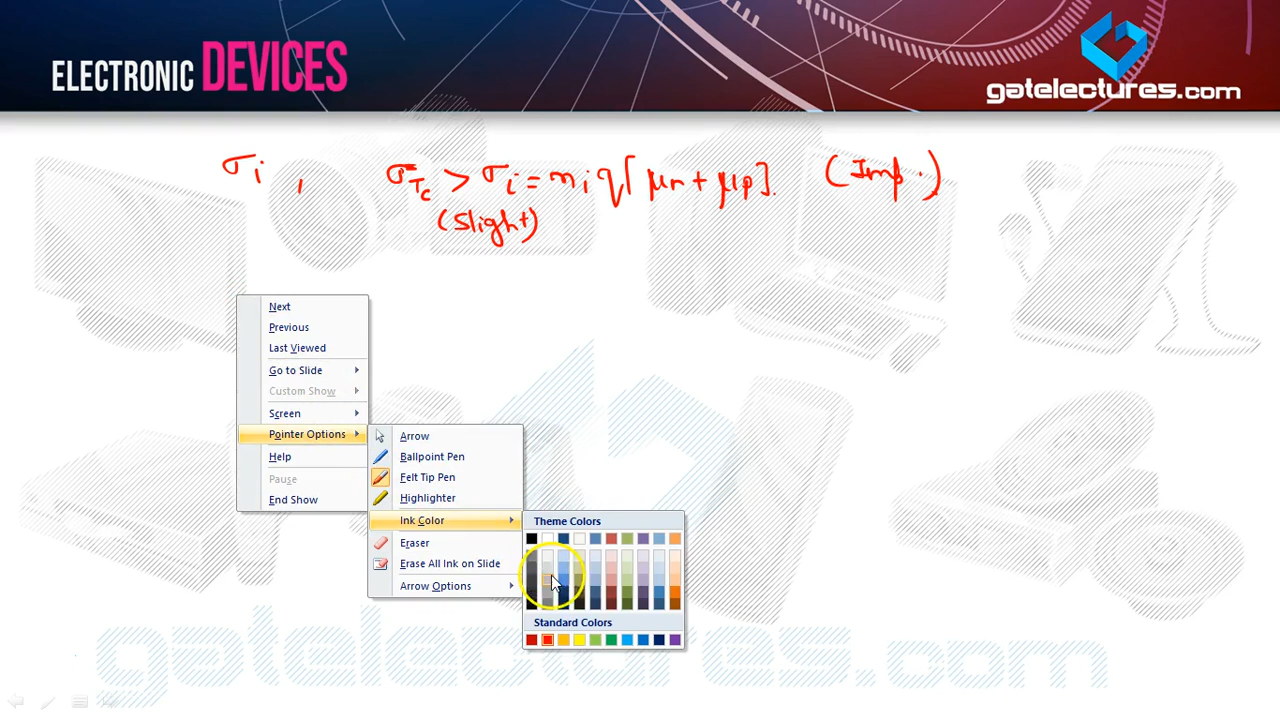 ELECTRONIC DEVICES
gatelectures.com
σi , σTc > σi = ni q[μn + μp]. (Imp.)
(Slight)
Next
Previous
Last Viewed
Go to Slide
Custom Show
Screen
Pointer Options
Help
Pause
End Show
Arrow
Ballpoint Pen
Felt Tip Pen
Highlighter
Ink Color
Eraser
Erase All Ink on Slide
Arrow Options
Theme Colors
Standard Colors
gatelectures.com